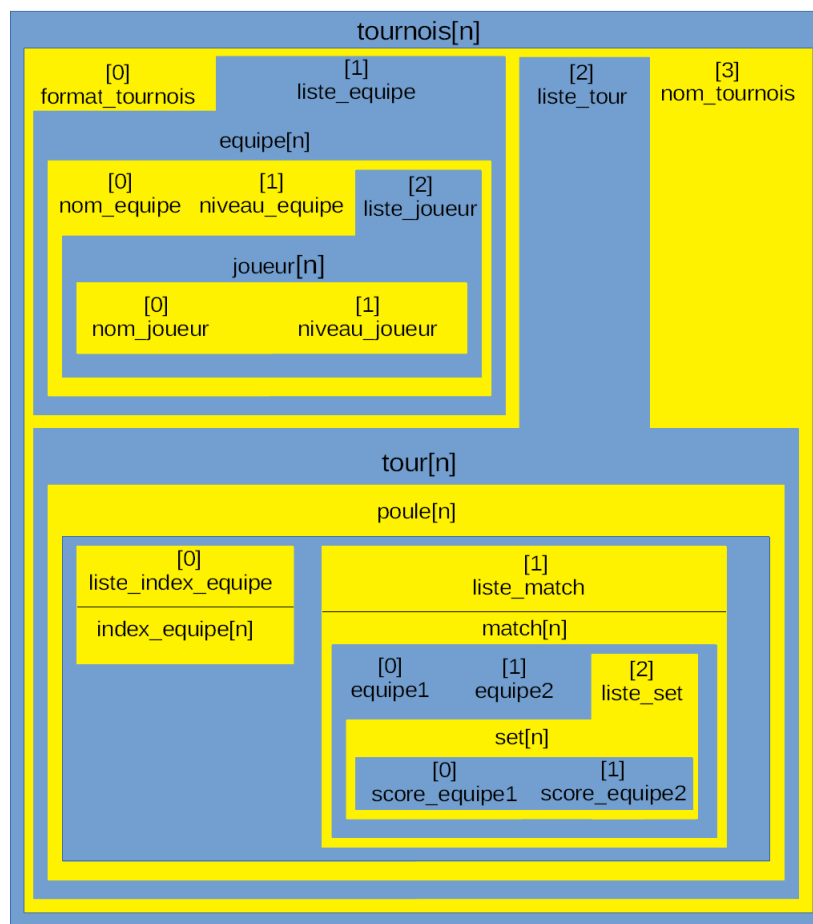 tournois[n]
[0]
format_tournois
[1]
liste_equipe
[2]
liste_tour
[3]
nom_tournois
equipe[n]
[0]
nom_equipe
[1]
niveau_equipe
[2]
liste_joueur
joueur[n]
[0]
nom_joueur
[1]
niveau_joueur
tour[n]
poule[n]
[0]
liste_index_equipe
index_equipe[n]
[1]
liste_match
match[n]
[0]
equipe1
[1]
equipe2
[2]
liste_set
set[n]
[0]
score_equipe1
[1]
score_equipe2